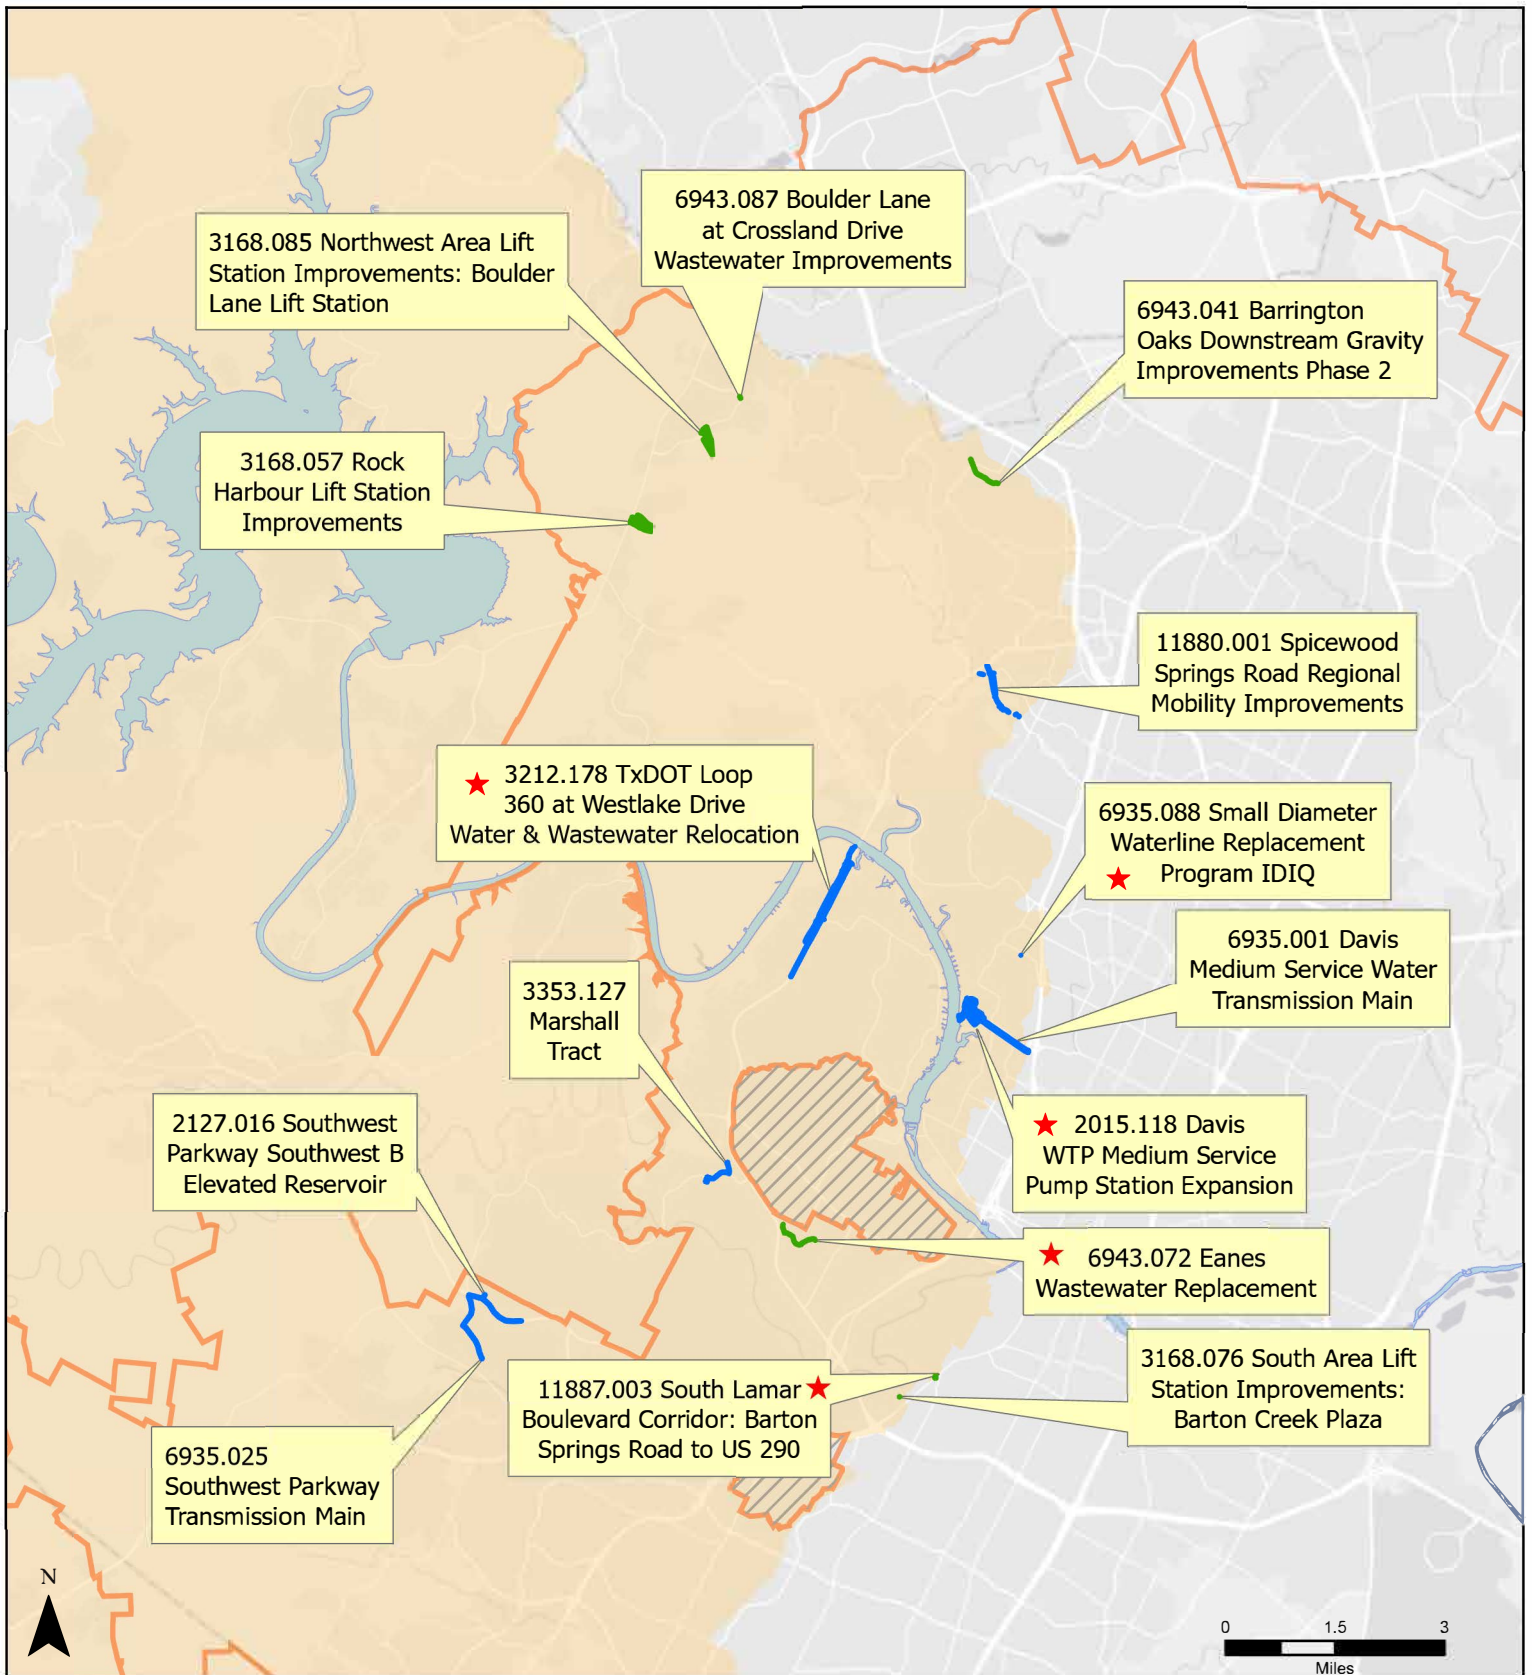 6943.087 Boulder Lane
at Crossland Drive
Wastewater Improvements
3168.085 Northwest Area Lift
Station Improvements: Boulder
Lane Lift Station
6943.041 Barrington
Oaks Downstream Gravity
Improvements Phase 2
3168.057 Rock
Harbour Lift Station
Improvements
11880.001 Spicewood
Springs Road Regional
Mobility Improvements
3212.178 TxDOT Loop
360 at Westlake Drive
Water & Wastewater Relocation
6935.088 Small Diameter
Waterline Replacement
Program IDIQ
6935.001 Davis
Medium Service Water
Transmission Main
3353.127
Marshall
Tract
2127.016 Southwest
Parkway Southwest B
Elevated Reservoir
2015.118 Davis
WTP Medium Service
Pump Station Expansion
6943.072 Eanes
Wastewater Replacement
3168.076 South Area Lift
Station Improvements:
Barton Creek Plaza
11887.003 South Lamar
Boulevard Corridor: Barton
Springs Road to US 290
6935.025
Southwest Parkway
Transmission Main
N
0 1.5 3
Miles